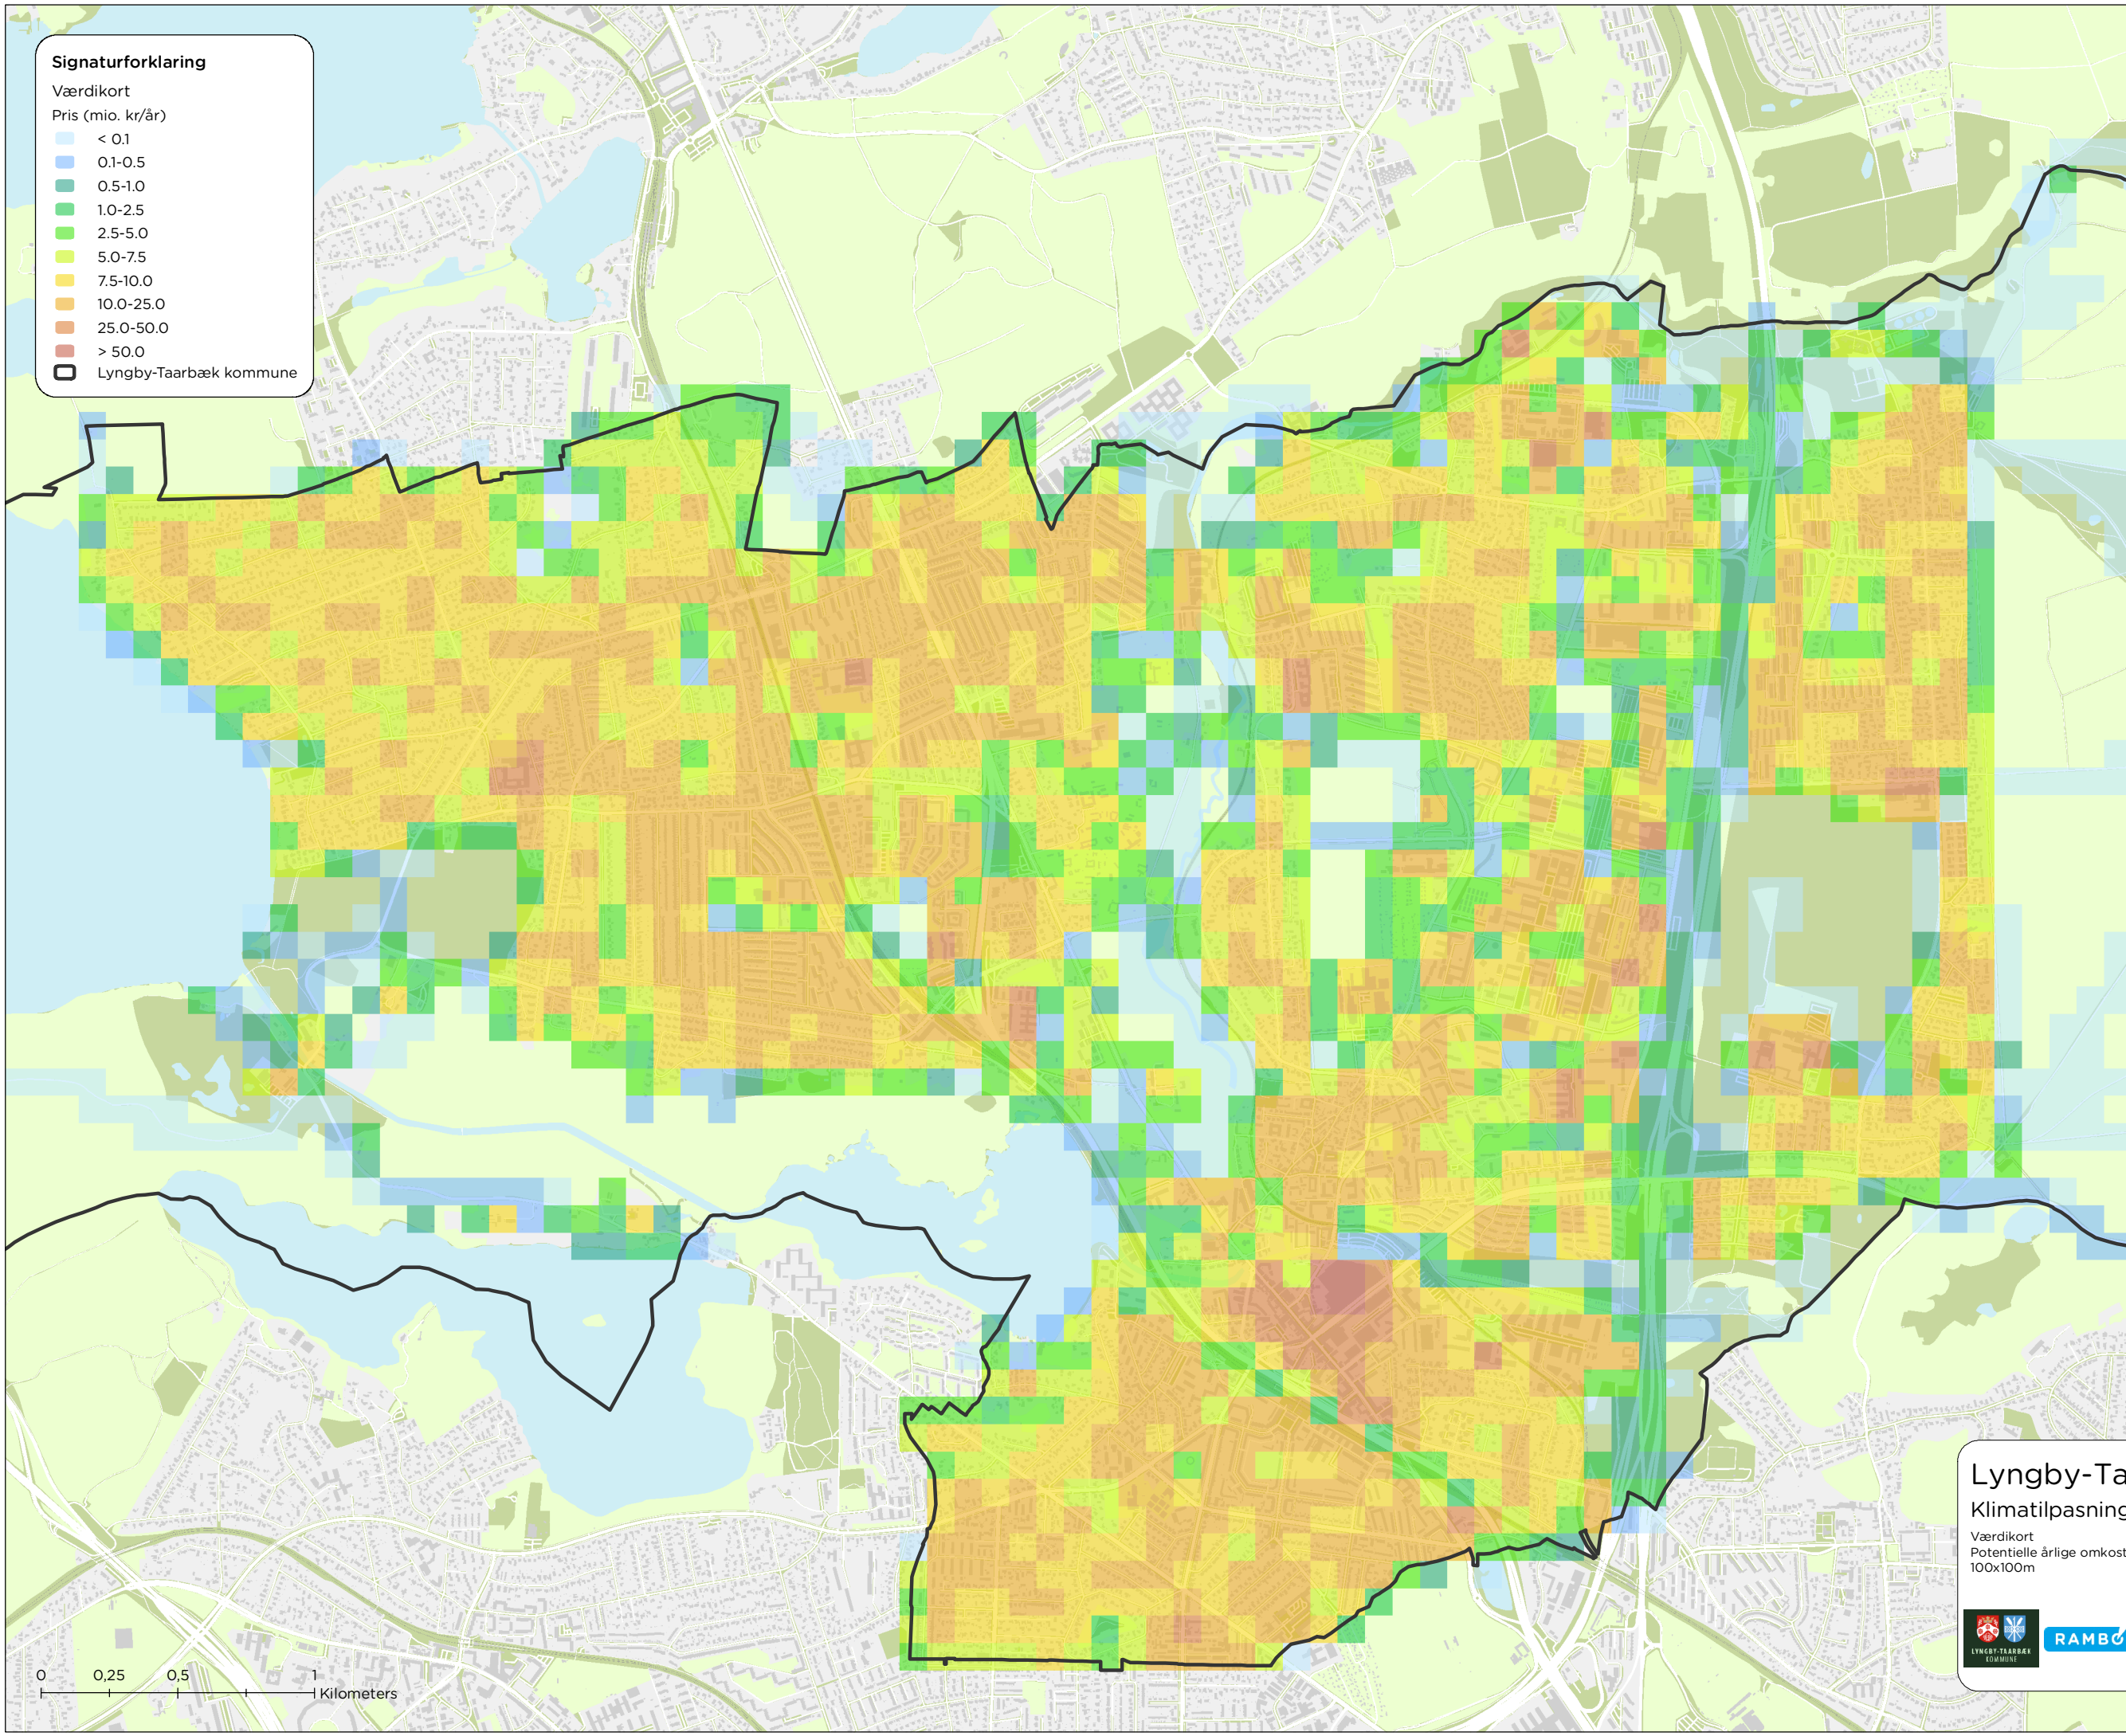 Signaturforklaring
Værdikort
Pris (mio. kr/år)
< 0.1
0.1-0.5
0.5-1.0
1.0-2.5
2.5-5.0
5.0-7.5
7.5-10.0
10.0-25.0
25.0-50.0
> 50.0
Lyngby-Taarbæk kommune
0 0,25 0,5 1
Kilometers
Lyngby-Ta
Klimatilpasning
Værdikort
Potentielle årlige omkost
100x100m
LYNGBY-TAARBÆK
KOMMUNE
RAMBØ